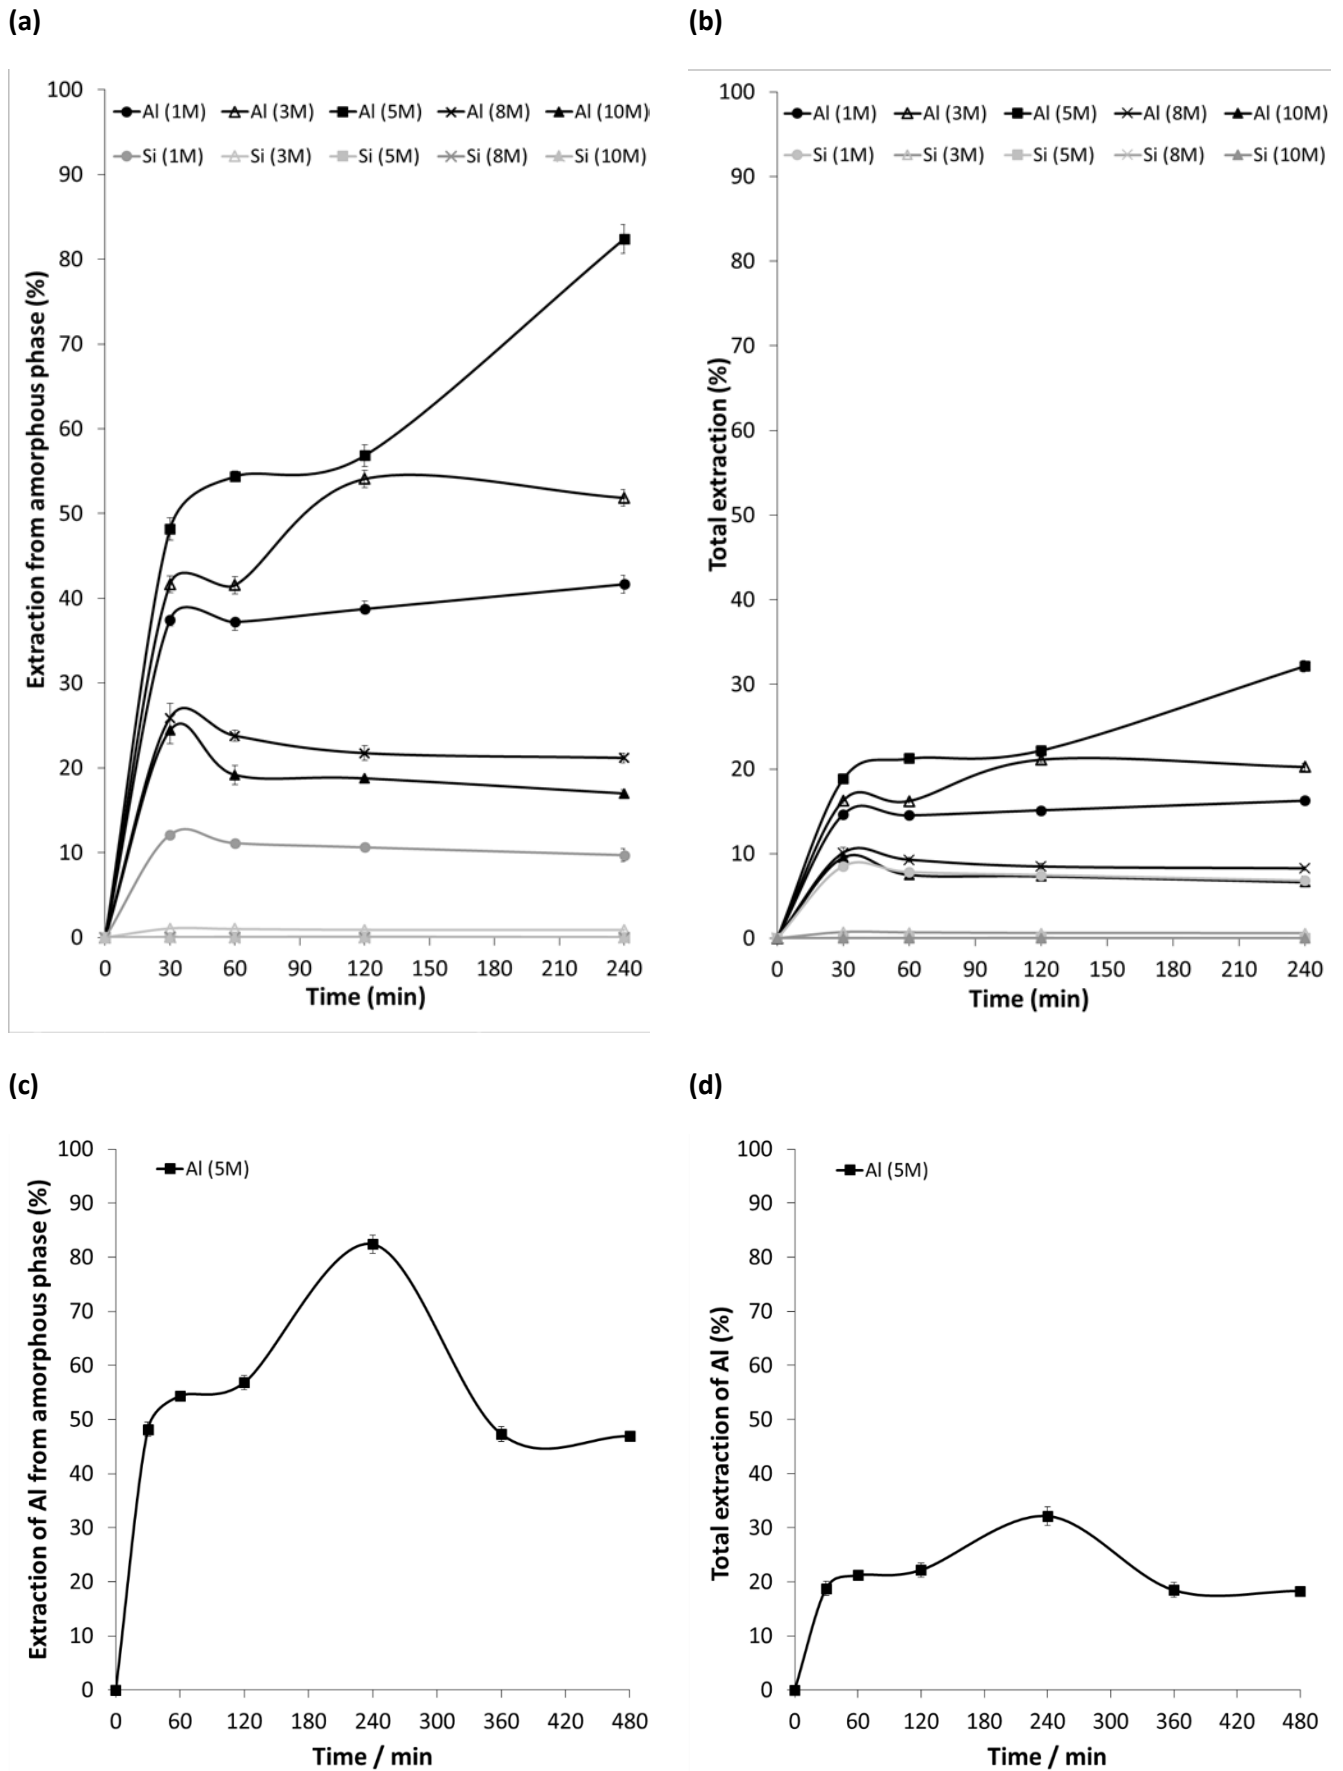 (a)
(b)
100
90
80
70
60
50
40
30
20
10
0
Extraction from amorphous phase (%)
Al (1M) Al (3M) Al (5M) Al (8M) Al (10M)
Si (1M) Si (3M) Si (5M) Si (8M) Si (10M)
0 30 60 90 120 150 180 210 240
Time (min)
100
90
80
70
60
50
40
30
20
10
0
Total extraction (%)
Al (1M) Al (3M) Al (5M) Al (8M) Al (10M)
Si (1M) Si (3M) Si (5M) Si (8M) Si (10M)
0 30 60 90 120 150 180 210 240
Time (min)
(c)
(d)
100
90
80
70
60
50
40
30
20
10
0
Extraction of Al from amorphous phase (%)
Al (5M)
0 60 120 180 240 300 360 420 480
Time / min
100
90
80
70
60
50
40
30
20
10
0
Total extraction of Al (%)
Al (5M)
0 60 120 180 240 300 360 420 480
Time / min